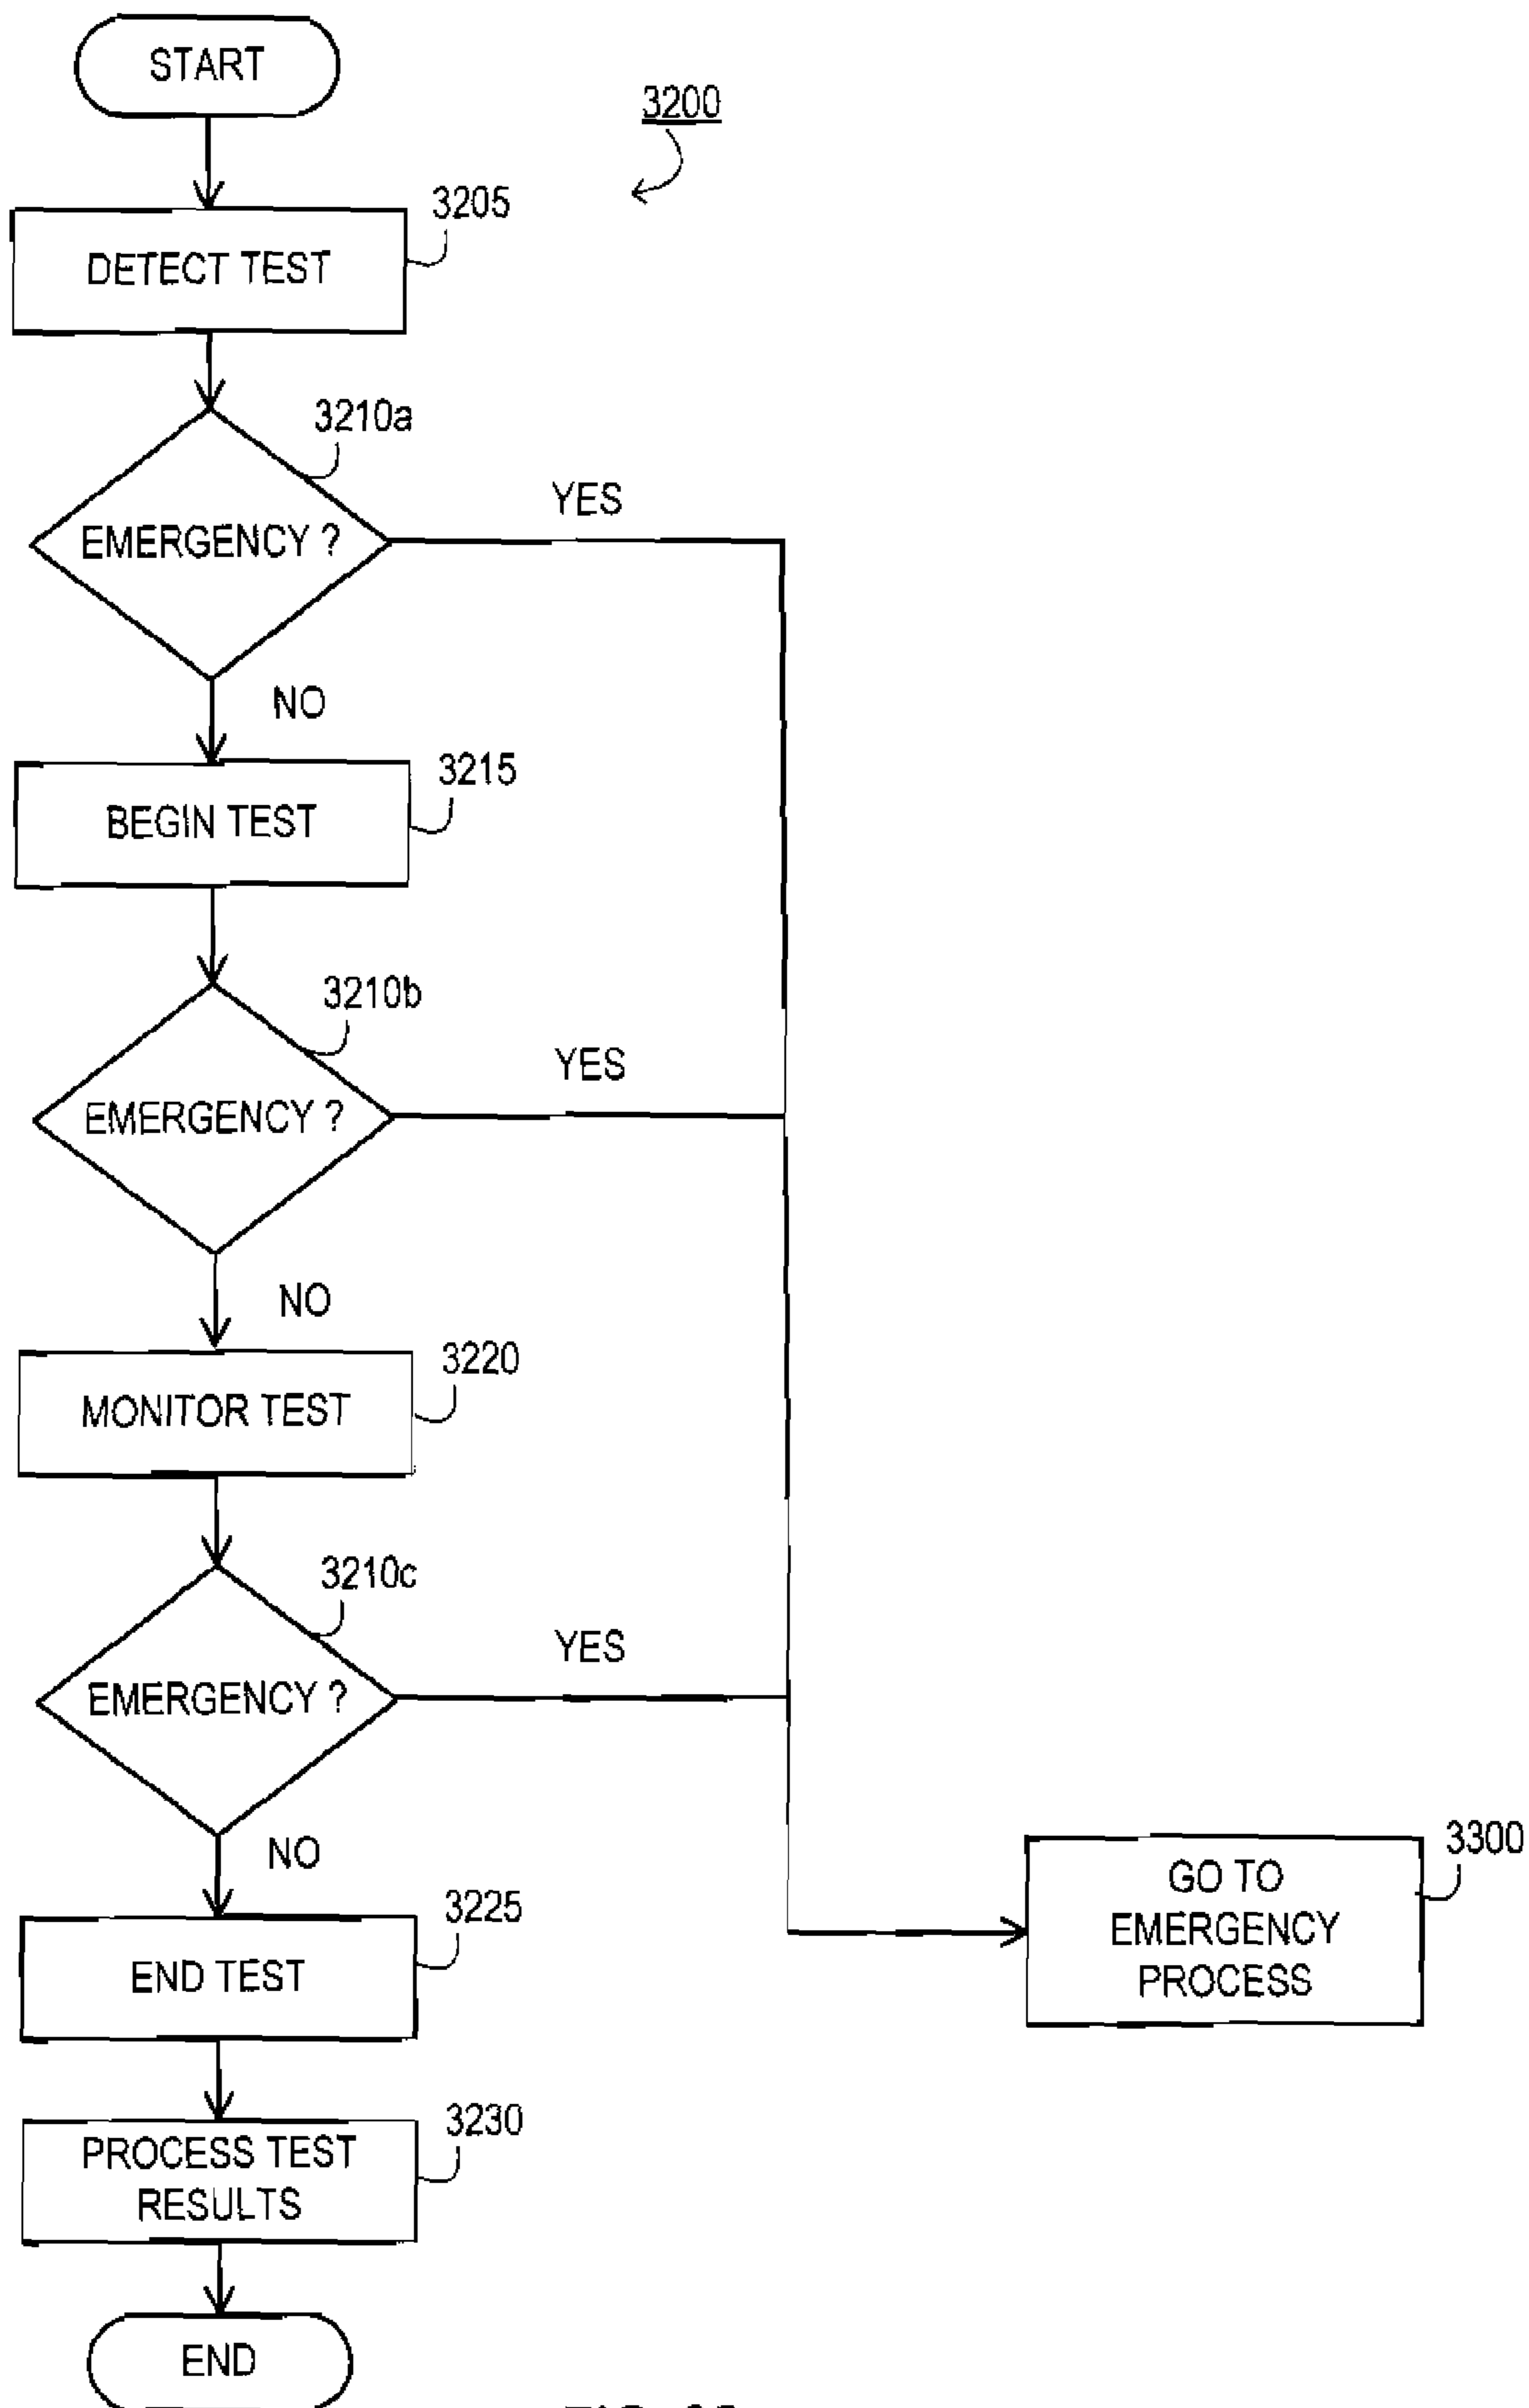 START
3200
3205
DETECT TEST
3210a
YES
EMERGENCY ?
NO
3215
BEGIN TEST
3210b
YES
EMERGENCY ?
NO
3220
MONITOR TEST
3210c
YES
EMERGENCY ?
NO
3300
GO TO
EMERGENCY
PROCESS
3225
END TEST
3230
PROCESS TEST
RESULTS
END